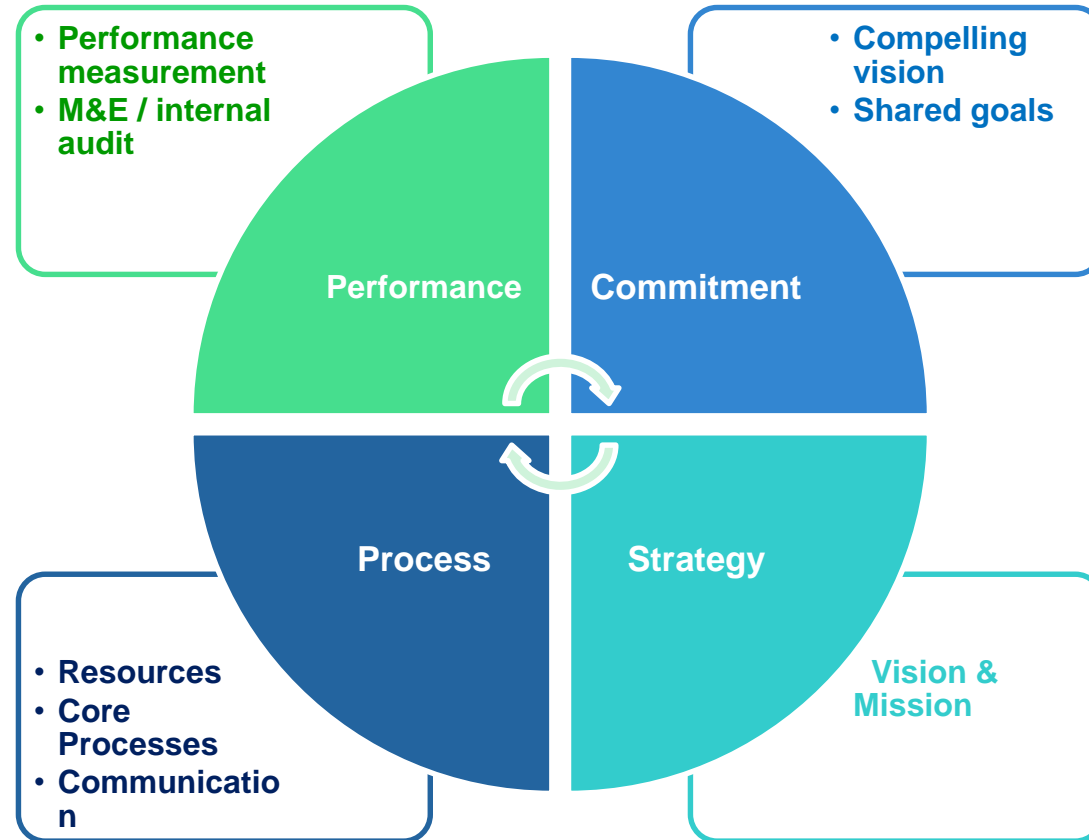 • Performance
measurement
• M&E / internal
audit
• Compelling
vision
• Shared goals
Performance
Commitment
Process
Strategy
• Resources
• Core
Processes
• Communicatio
n
Vision &
Mission